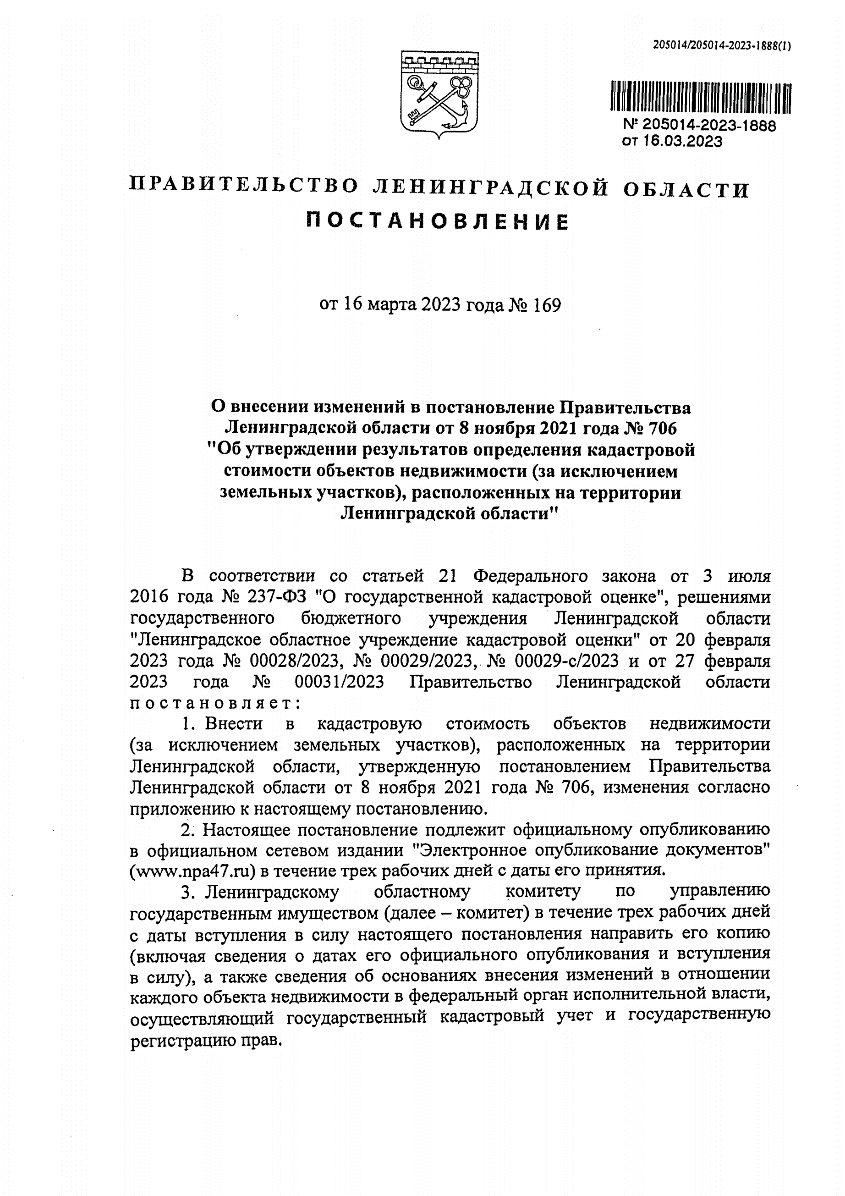 205014/205014-2023-1888(1)
№ 205014-2023-1888
от 16.03.2023
ПРАВИТЕЛЬСТВО ЛЕНИНГРАДСКОЙ ОБЛАСТИ
ПОСТАНОВЛЕНИЕ
от 16 марта 2023 года № 169
О внесении изменений в постановление Правительства
Ленинградской области от 8 ноября 2021 года № 706
"Об утверждении результатов определения кадастровой
стоимости объектов недвижимости (за исключением
земельных участков), расположенных на территории
Ленинградской области"
В соответствии со статьей 21 Федерального закона от 3 июля
2016 года № 237-ФЗ "О государственной кадастровой оценке", решениями
государственного бюджетного учреждения Ленинградской области
"Ленинградское областное учреждение кадастровой оценки" от 20 февраля
2023 года № 00028/2023, № 00029/2023, № 00029-с/2023 и от 27 февраля
2023 года № 00031/2023 Правительство Ленинградской области
постановляет:
1. Внести в кадастровую стоимость объектов недвижимости
(за исключением земельных участков), расположенных на территории
Ленинградской области, утвержденную постановлением Правительства
Ленинградской области от 8 ноября 2021 года № 706, изменения согласно
приложению к настоящему постановлению.
2. Настоящее постановление подлежит официальному опубликованию
в официальном сетевом издании "Электронное опубликование документов"
(www.npa47.ru) в течение трех рабочих дней с даты его принятия.
3. Ленинградскому областному комитету по управлению
государственным имуществом (далее – комитет) в течение трех рабочих дней
с даты вступления в силу настоящего постановления направить его копию
(включая сведения о датах его официального опубликования и вступления
в силу), а также сведения об основаниях внесения изменений в отношении
каждого объекта недвижимости в федеральный орган исполнительной власти,
осуществляющий государственный кадастровый учет и государственную
регистрацию прав.